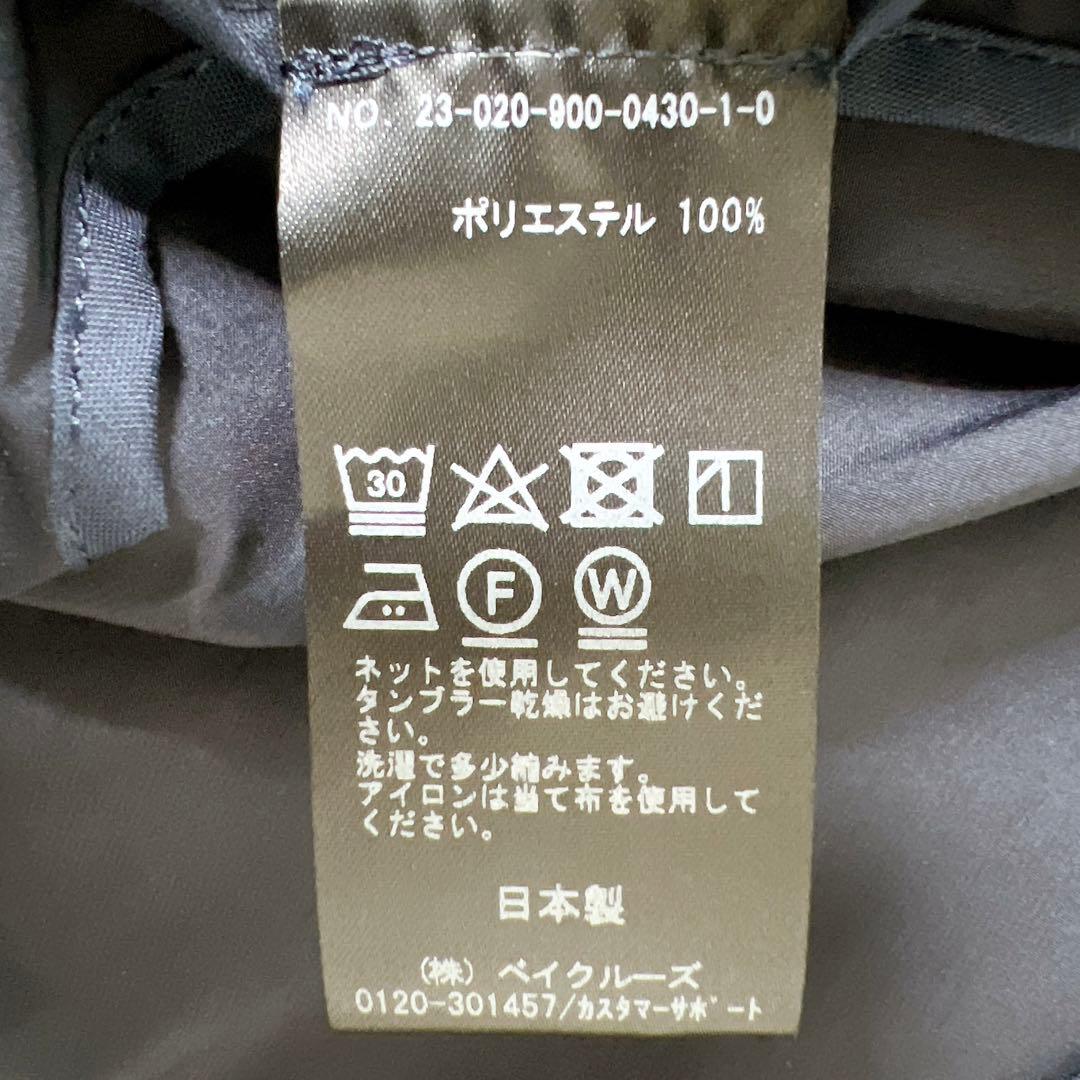 NO. 23-020-900-0430-1-0
ポリエステル 100%
30
F W
ネットを使用してください。
タンブラー乾燥はお避けくだ
さい。
洗濯で多少縮みます。
アイロンは当て布を使用して
ください。
日本製
(株) ベイクルーズ
0120-301457/カスタマーサポート